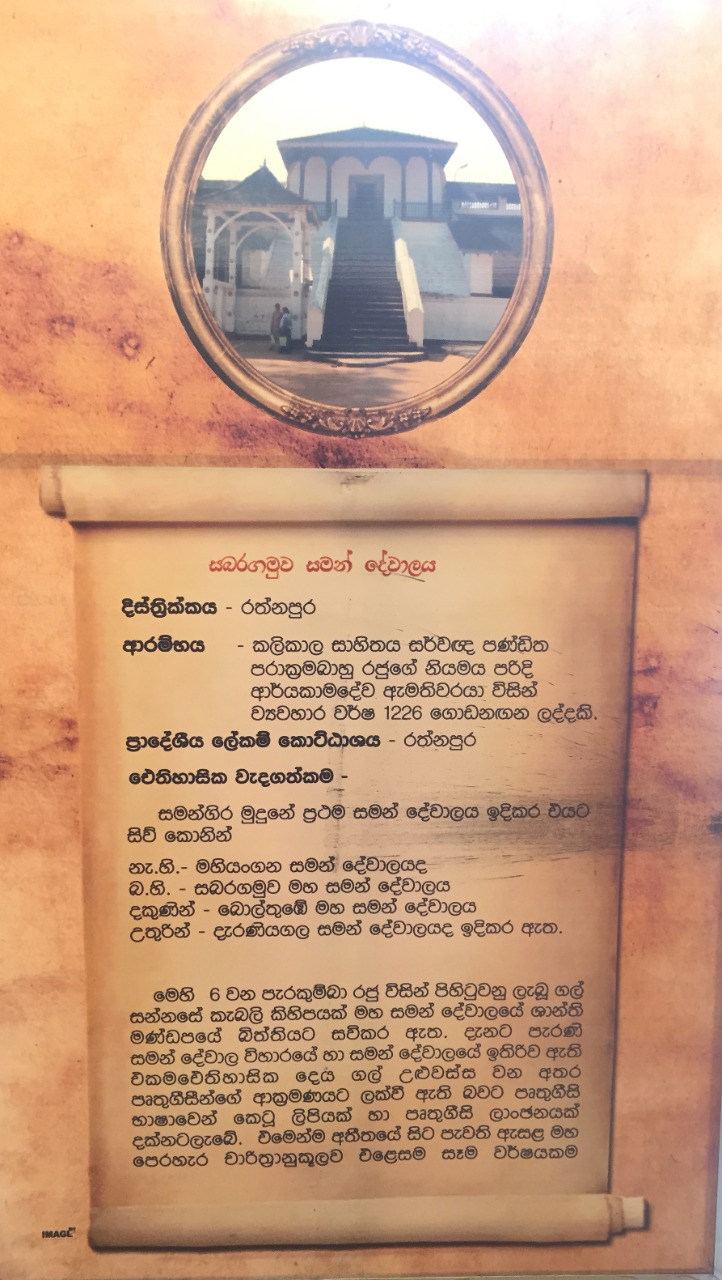 සබරගමුව සමන් දේවාලය
දිස්ත්‍රික්කය - රත්නපුර
ආරම්භය - කලිකාල සාහිත්‍ය සර්වඥ පණ්ඩිත
පරාක්‍රමබාහු රජුගේ නියමය පරිදි
ආර්යකාමදේව ඇමතිවරයා විසින්
ව්‍යවහාර වර්ෂ 1226 ගොඩනඟන ලද්දකි.
ප්‍රාදේශීය ලේකම් කොට්ඨාශය - රත්නපුර
ඓතිහාසික වැදගත්කම -
සමන්ගිර මුදුනේ ප්‍රථම සමන් දේවාලය ඉදිකර එයට
සිව් කොනින්
නැ.හි.- මහියංගන සමන් දේවාලයද
බ.හි. - සබරගමුව මහ සමන් දේවාලය
දකුණින් - බොල්තුඹේ මහ සමන් දේවාලය
උතුරින් - දැරණියගල සමන් දේවාලයද ඉදිකර ඇත.
මෙහි 6 වන පැරකුම්බා රජු විසින් පිහිටුවනු ලැබූ ගල්
සන්නසේ කැබලි කිහිපයක් මහ සමන් දේවාලයේ ශාන්ති
මණ්ඩපයේ බිත්තියට සවිකර ඇත. දැනට පැරණි
සමන් දේවාල විහාරයේ හා සමන් දේවාලයේ ඉතිරිව ඇති
එකමඓතිහාසික දෙය ගල් උළුවස්ස වන අතර
පෘතුගීසීන්ගේ ආක්‍රමණයට ලක්වී ඇති බවට පෘතුගීසි
භාෂාවෙන් කෙටූ ලිපියක් හා පෘතුගීසි ලාංඡනයක්
දක්නටලැබේ. එමෙන්ම අතීතයේ සිට පැවති ඇසළ මහ
පෙරහැර චාරිත්‍රානුකූලව එළෙසම සෑම වර්ෂයකම
IMAGE